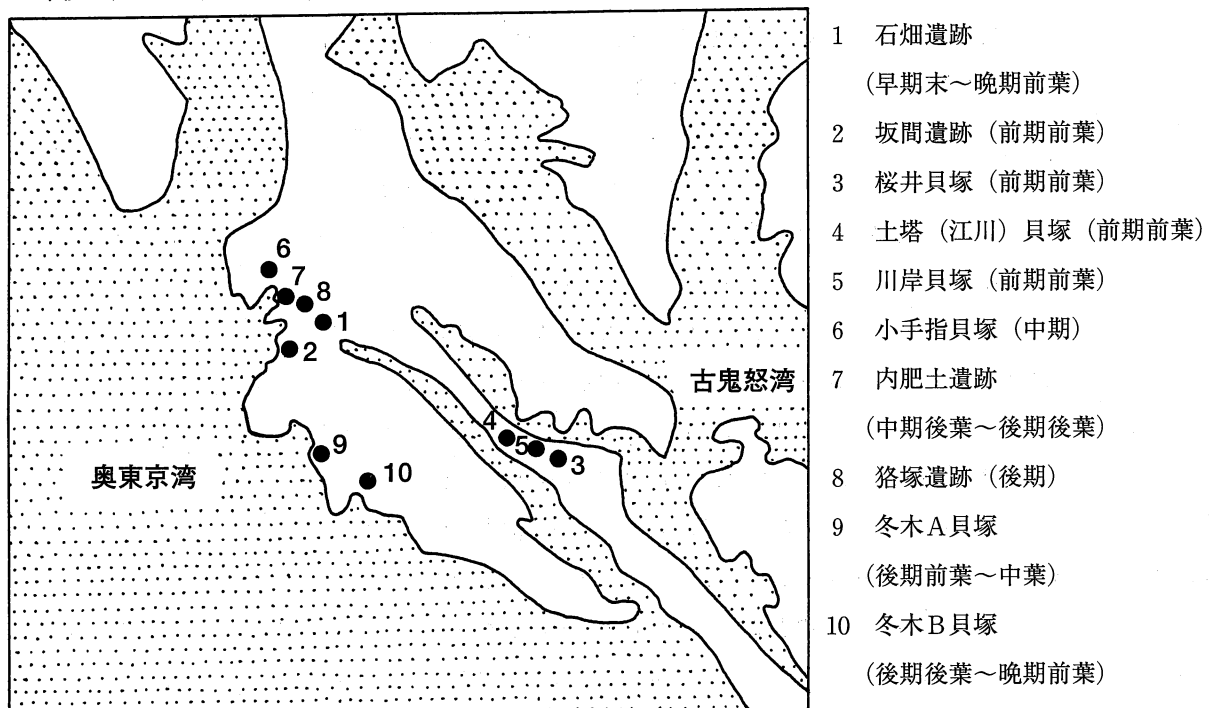 1 石畑遺跡
(早期末〜晩期前葉)
2 坂間遺跡(前期前葉)
3 桜井貝塚(前期前葉)
4 土塔(江川)貝塚(前期前葉)
5 川岸貝塚(前期前葉)
6 小手指貝塚(中期)
7 内肥土遺跡
(中期後葉〜後期後葉)
8 狢塚遺跡(後期)
9 冬木A貝塚
(後期前葉〜中葉)
10 冬木B貝塚
(後期後葉〜晩期前葉)
6
7
8
1
2
古鬼怒湾
4
5
3
9
10
奥東京湾